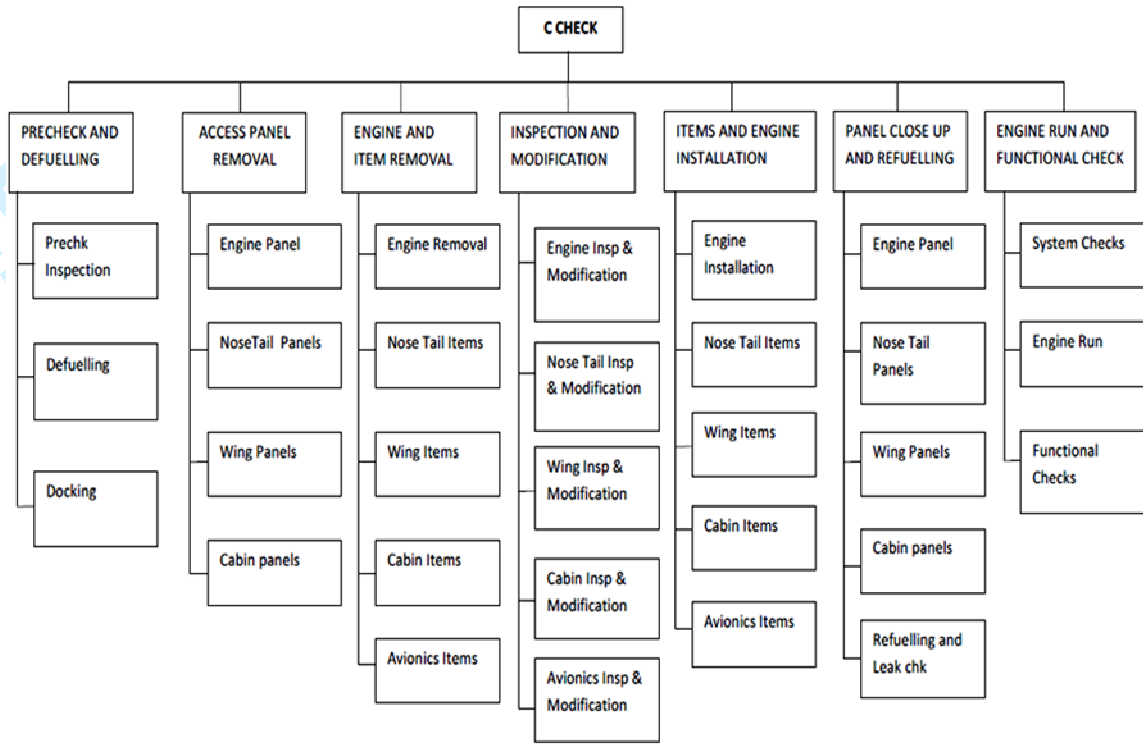 C CHECK
PRECHECK AND
DEFUELLING
Prechk
Inspection
Defuelling
Docking
ACCESS PANEL
REMOVAL
Engine Panel
NoseTail Panels
Wing Panels
Cabin panels
ENGINE AND
ITEM REMOVAL
Engine Removal
Nose Tail Items
Wing Items
Cabin Items
Avionics Items
INSPECTION AND
MODIFICATION
Engine Insp &
Modification
Nose Tail Insp
& Modification
Wing Insp &
Modification
Cabin Insp &
Modification
Avionics Insp &
Modification
ITEMS AND ENGINE
INSTALLATION
Engine
Installation
Nose Tail Items
Wing Items
Cabin Items
Avionics Items
PANEL CLOSE UP
AND REFUELLING
Engine Panel
Nose Tail
Panels
Wing Panels
Cabin panels
Refuelling and
Leak chk
ENGINE RUN AND
FUNCTIONAL CHECK
System Checks
Engine Run
Functional
Checks